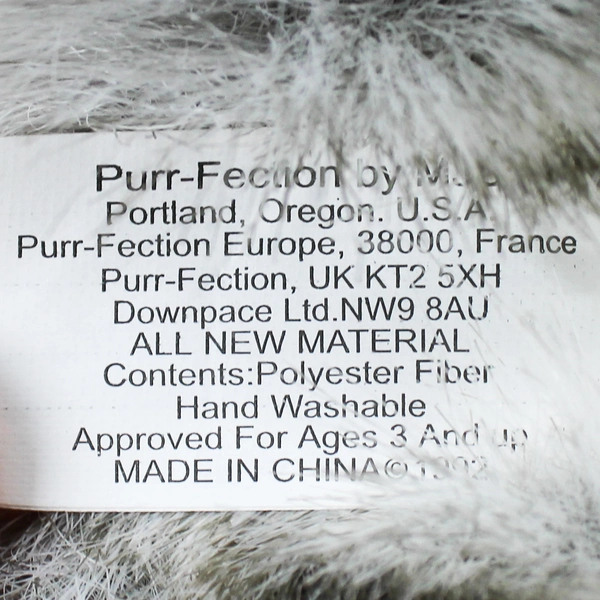 Purr-Fection by
Portland, Oregon. U.S.A.
Purr-Fection Europe, 38000, France
Purr-Fection, UK KT2 5XH
Downpace Ltd.NW9 8AU
ALL NEW MATERIAL
Contents:Polyester Fiber
Hand Washable
Approved For Ages 3 And up
MADE IN CHINA©